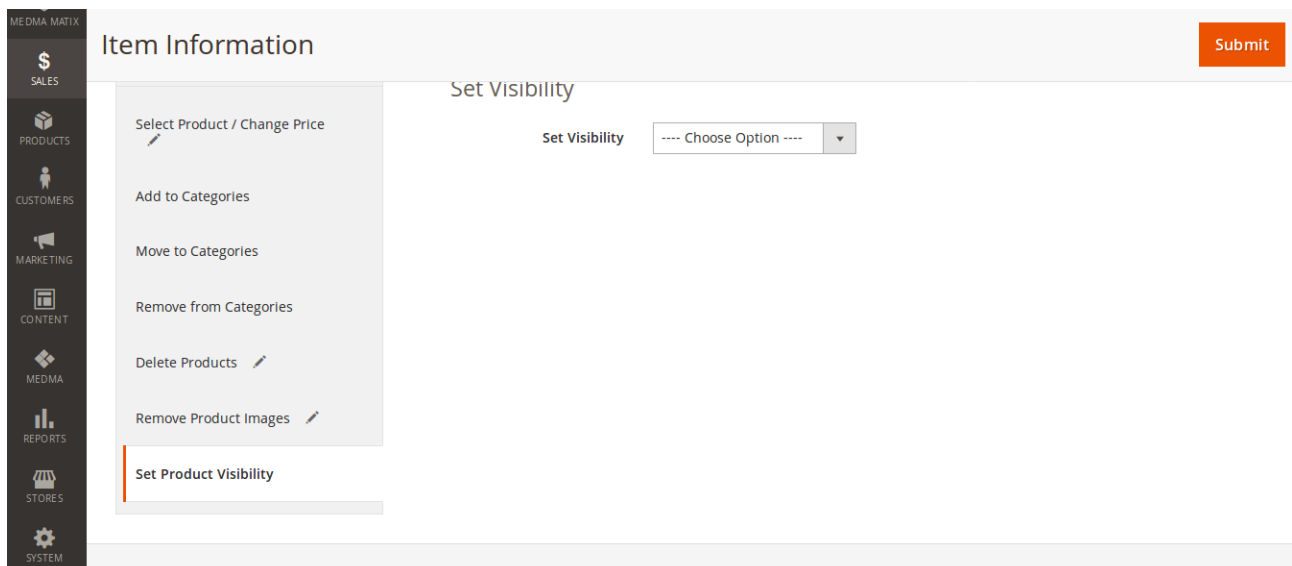 MEDMA MATIX
SALES
PRODUCTS
CUSTOMERS
MARKETING
CONTENT
MEDMA
REPORTS
STORES
SYSTEM
Item Information
Submit
Select Product / Change Price
Add to Categories
Move to Categories
Remove from Categories
Delete Products
Remove Product Images
Set Product Visibility
Set Visibility
Set Visibility ---- Choose Option ----